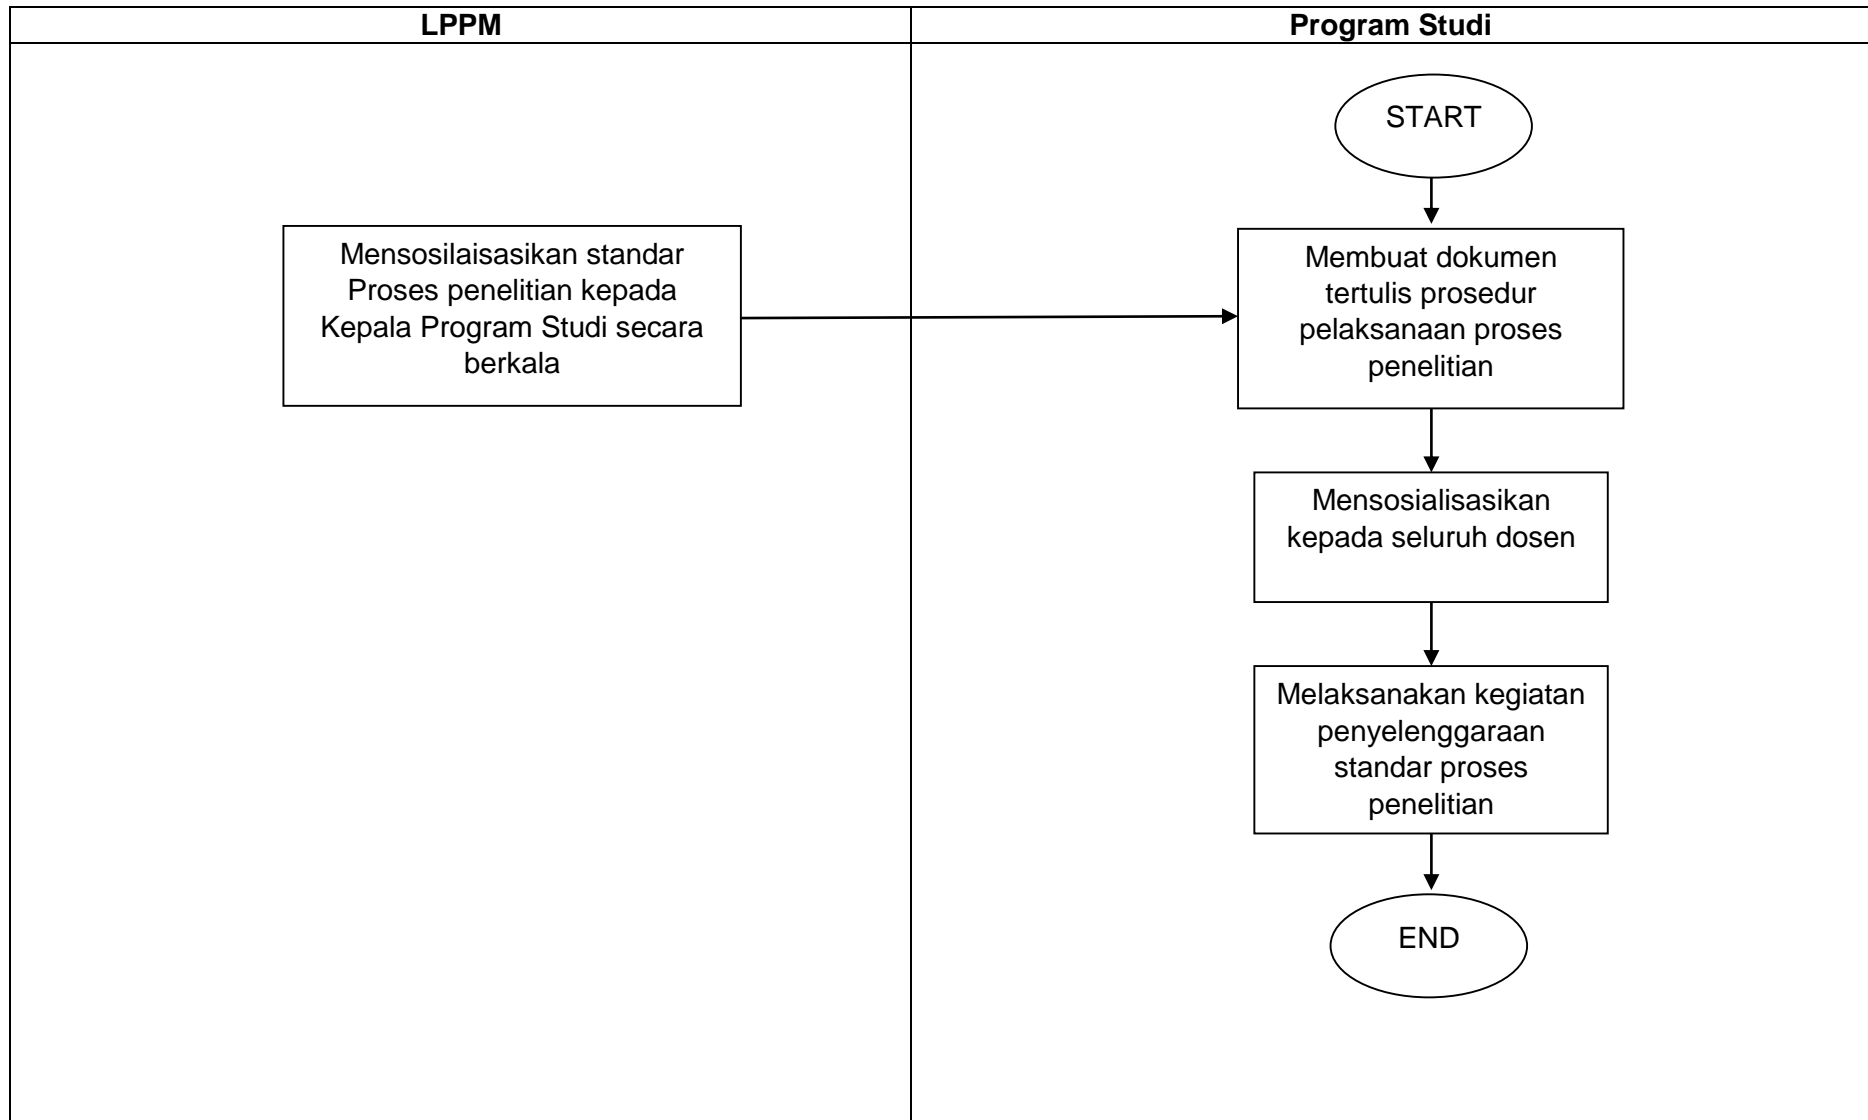 LPPM
Program Studi
START
Mensosilaisasikan standar
Proses penelitian kepada
Kepala Program Studi secara
berkala
Membuat dokumen
tertulis prosedur
pelaksanaan proses
penelitian
Mensosialisasikan
kepada seluruh dosen
Melaksanakan kegiatan
penyelenggaraan
standar proses
penelitian
END